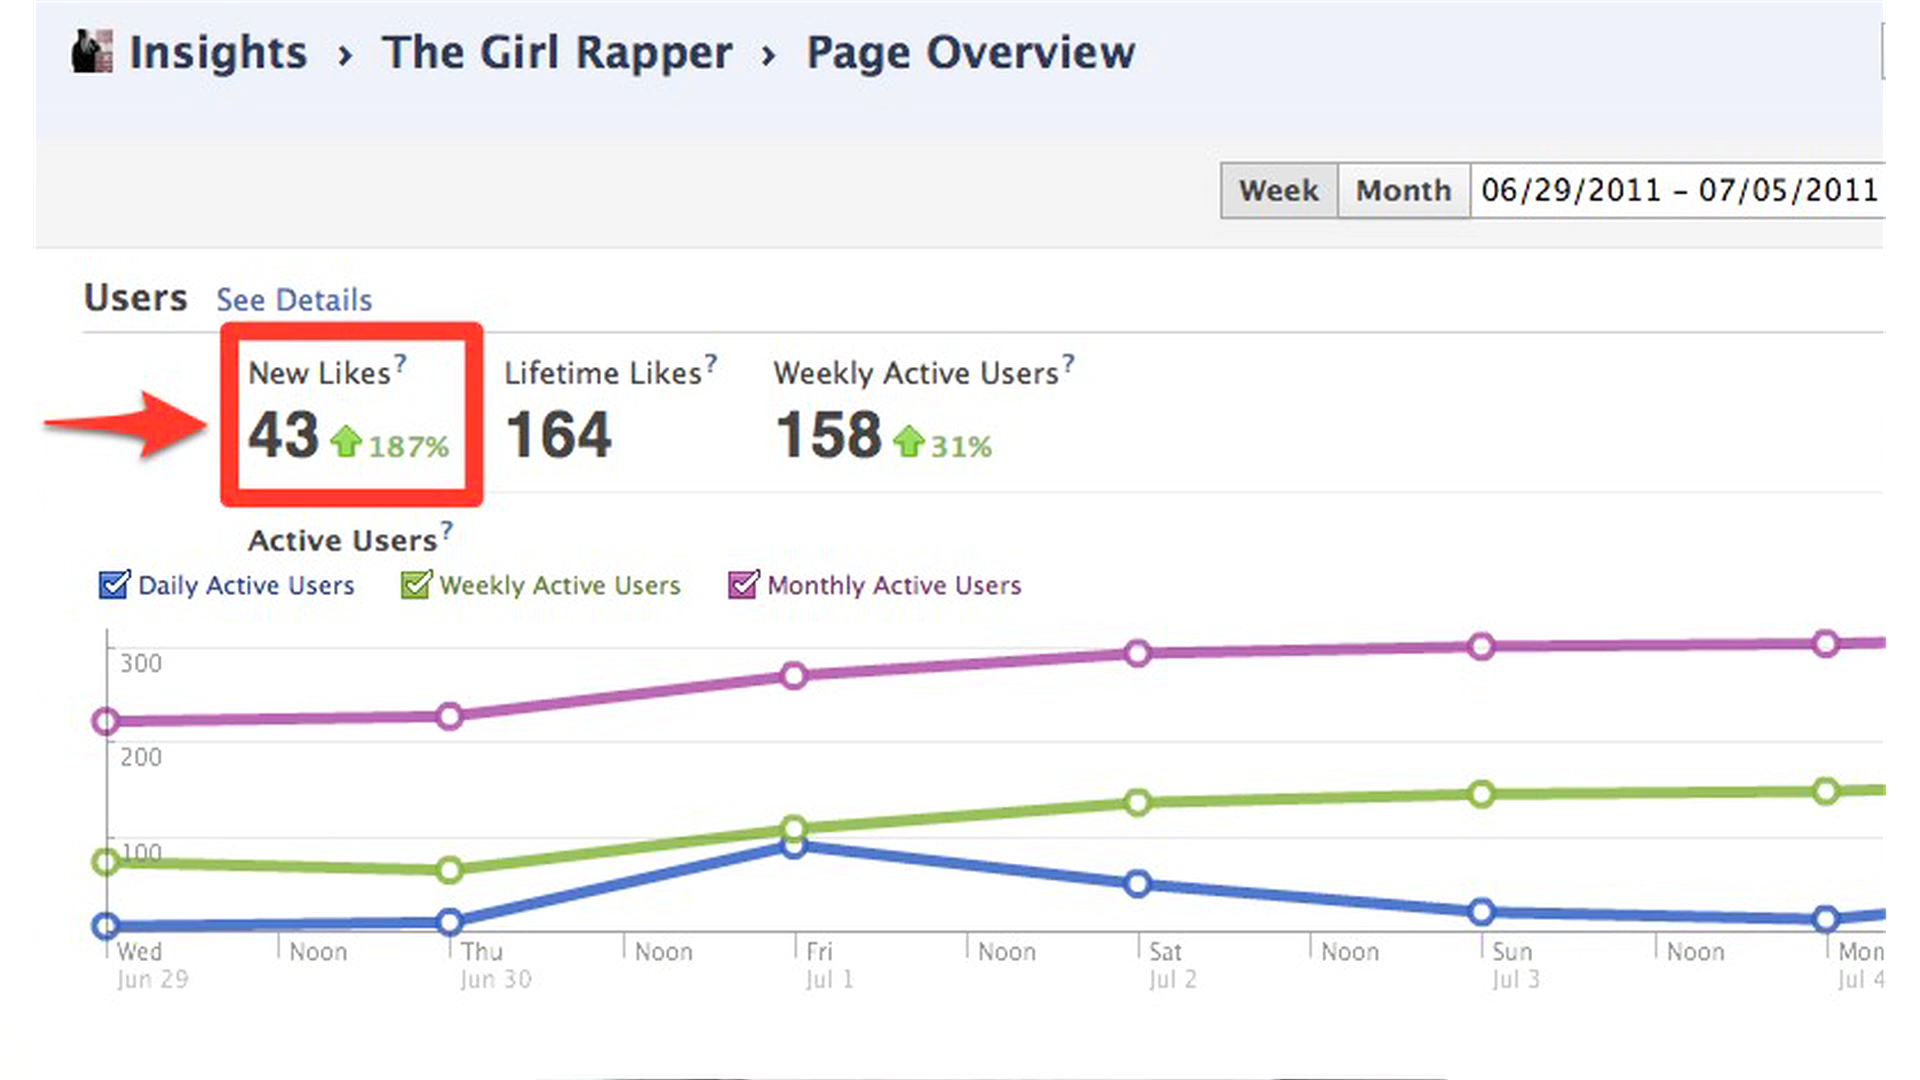 Insights › The Girl Rapper › Page Overview
Week Month 06/29/2011 – 07/05/2011
Users See Details
New Likes? Lifetime Likes? Weekly Active Users?
43 187% 164 158 31%
Active Users?
Daily Active Users Weekly Active Users Monthly Active Users
300
200
100
Wed Noon Thu Noon Fri Noon Sat Noon Sun Noon Mon
Jun 29 Jun 30 Jul 1 Jul 2 Jul 3 Jul 4